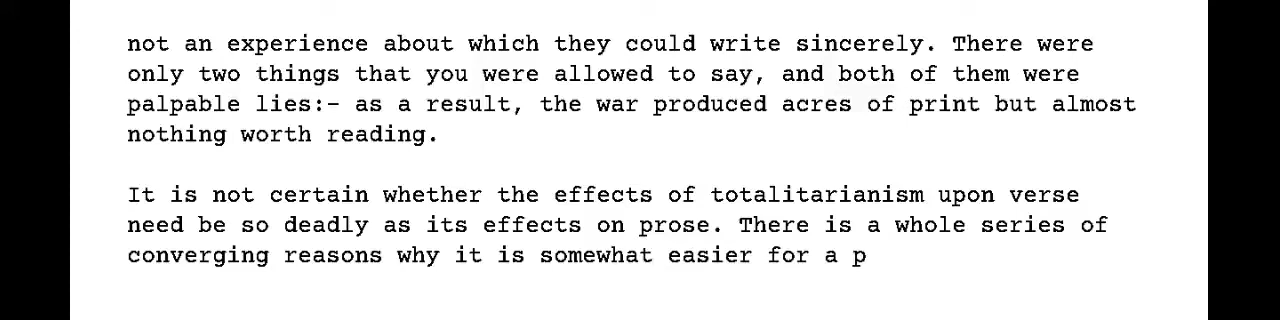 not an experience about which they could write sincerely. There were
only two things that you were allowed to say, and both of them were
palpable lies:- as a result, the war produced acres of print but almost
nothing worth reading.
It is not certain whether the effects of totalitarianism upon verse
need be so deadly as its effects on prose. There is a whole series of
converging reasons why it is somewhat easier for a p